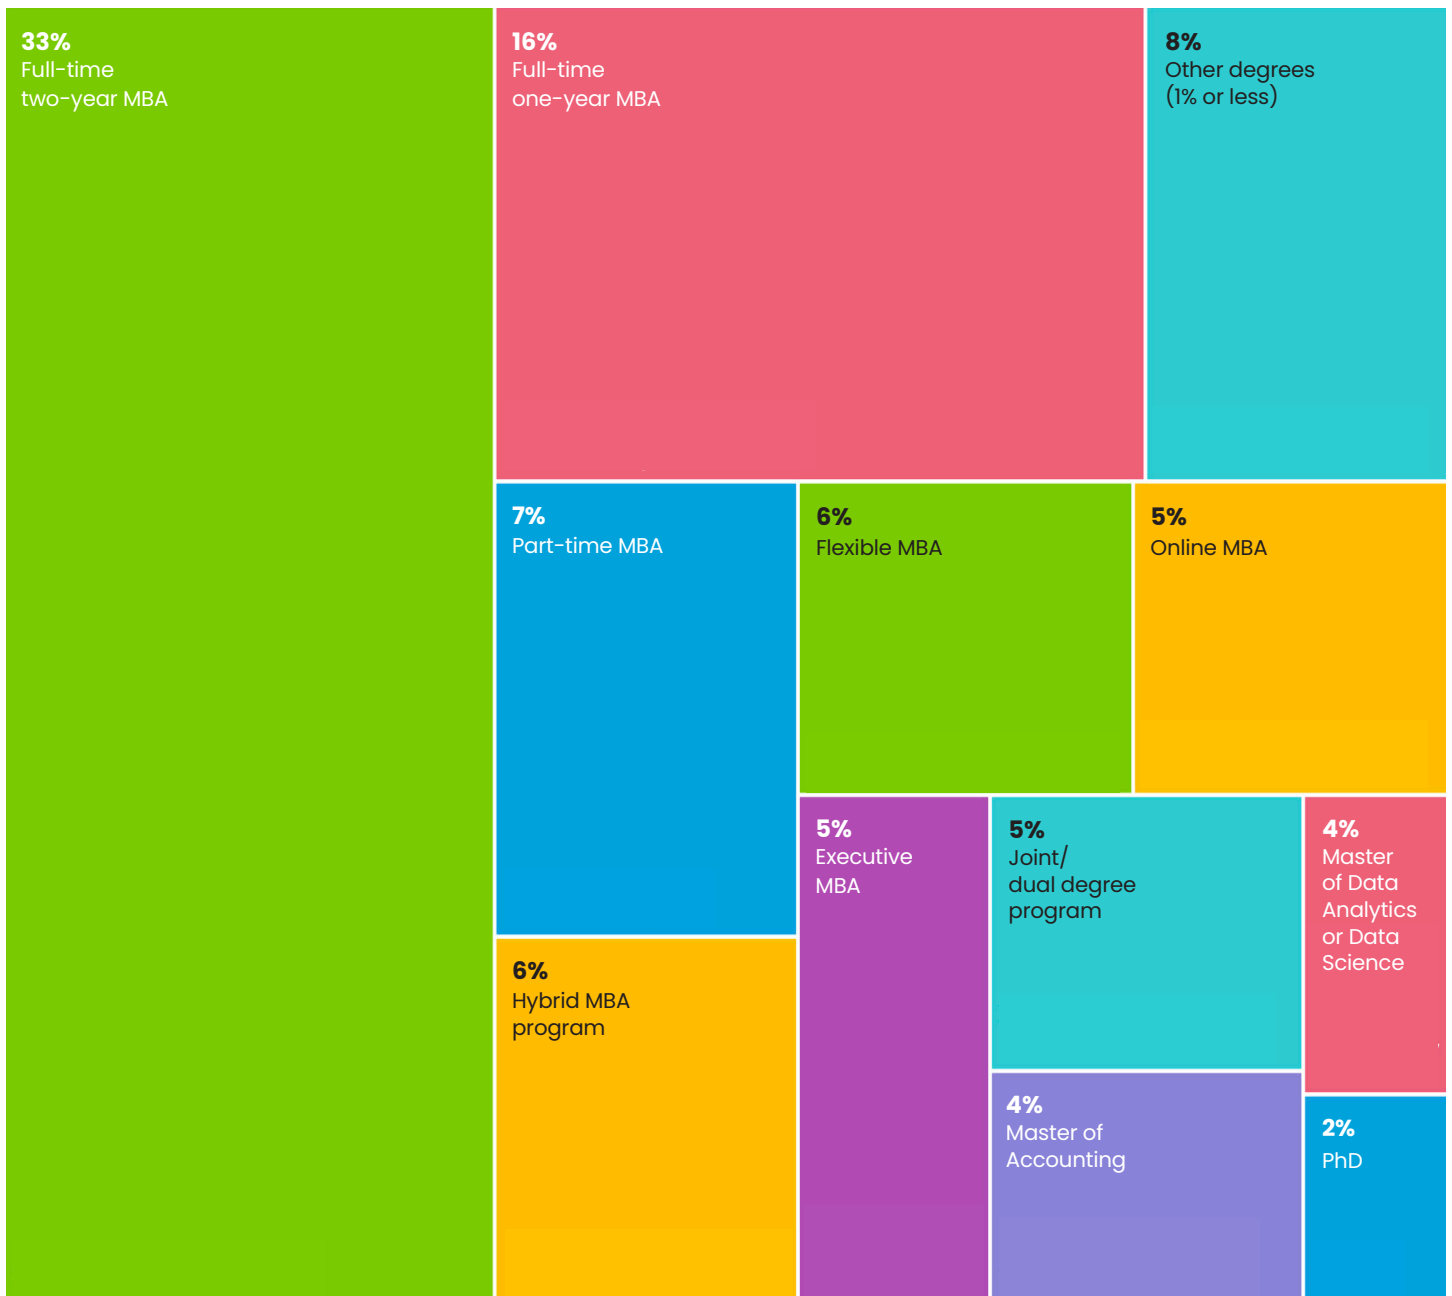 33%
Full-time
two-year MBA
16%
Full-time
one-year MBA
8%
Other degrees
(1% or less)
7%
Part-time MBA
6%
Flexible MBA
5%
Online MBA
6%
Hybrid MBA
program
5%
Executive
MBA
5%
Joint/
dual degree
program
4%
Master
of Data
Analytics
or Data
Science
4%
Master of
Accounting
2%
PhD